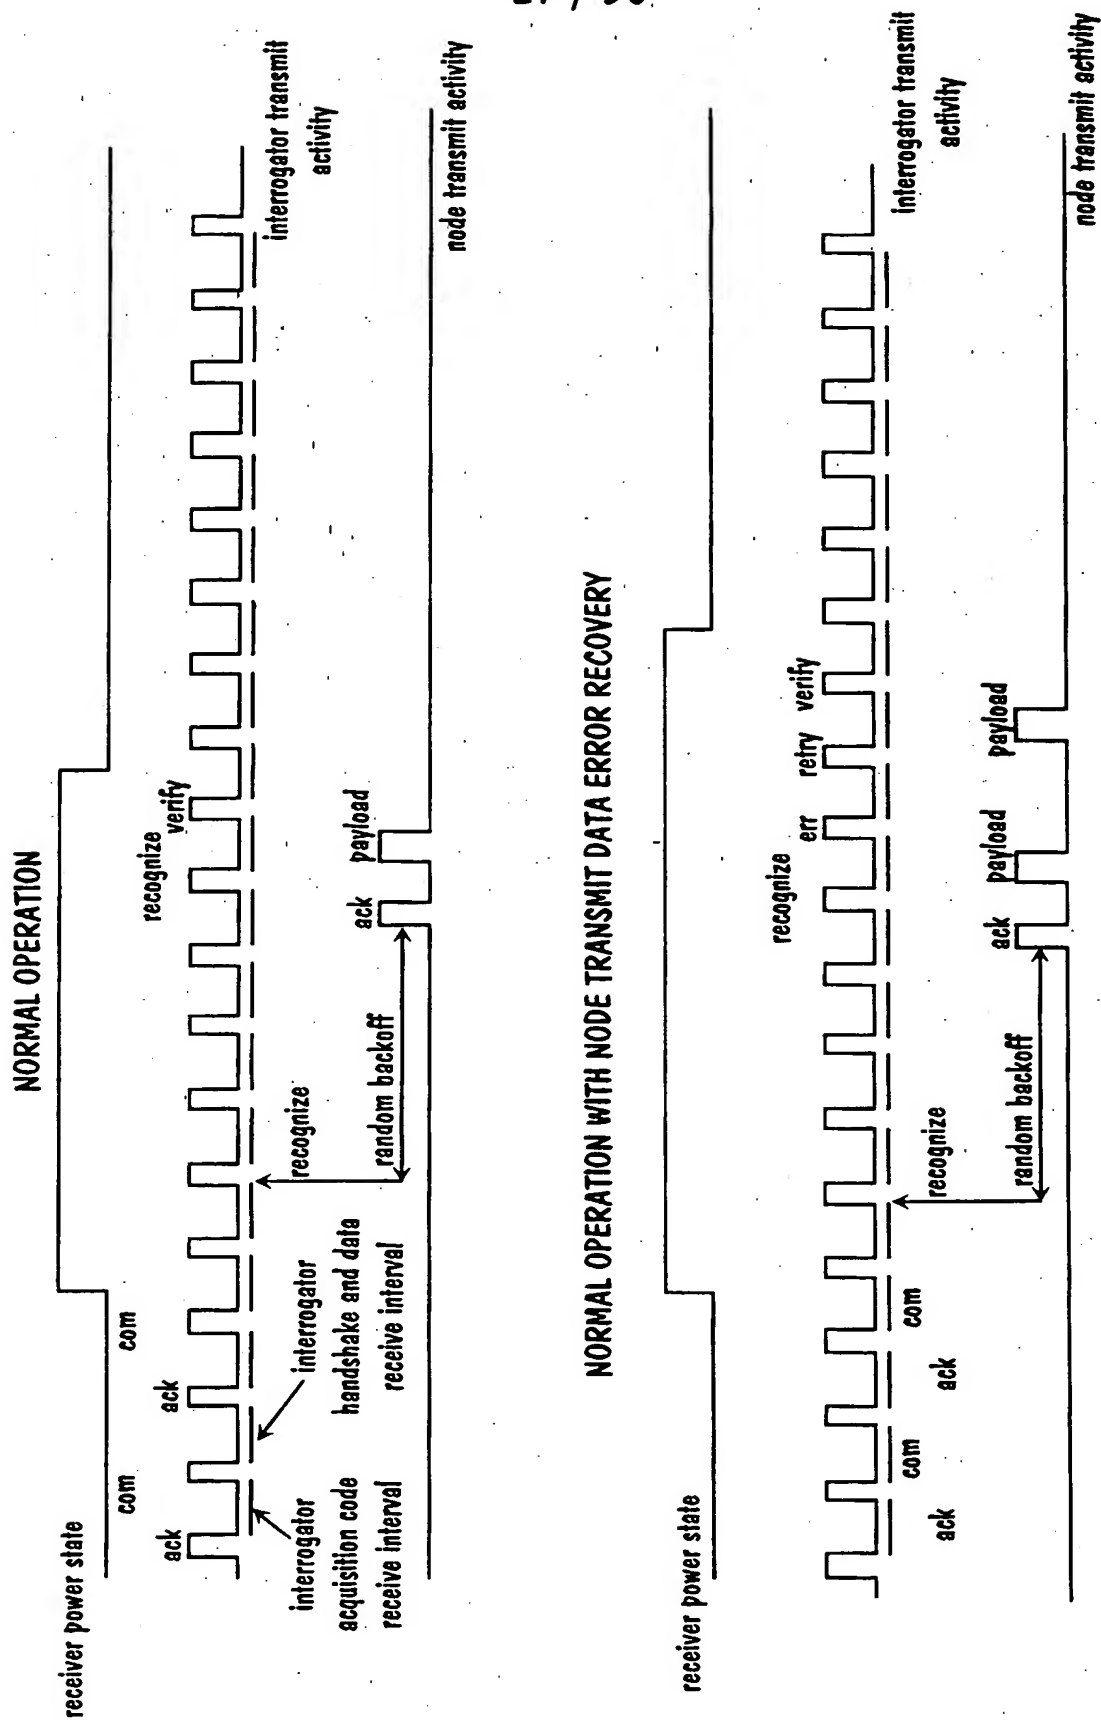 NORMAL OPERATION
receiver power state
ack
com
ack
com
recognize
verify
interrogator transmit
activity
interrogator
acquisition code
receive interval
interrogator
handshake and data
receive interval
recognize
random backoff
ack
payload
node transmit activity
NORMAL OPERATION WITH NODE TRANSMIT DATA ERROR RECOVERY
receiver power state
ack
com
ack
com
recognize
err
retry
verify
interrogator transmit
activity
recognize
random backoff
ack
payload
payload
node transmit activity